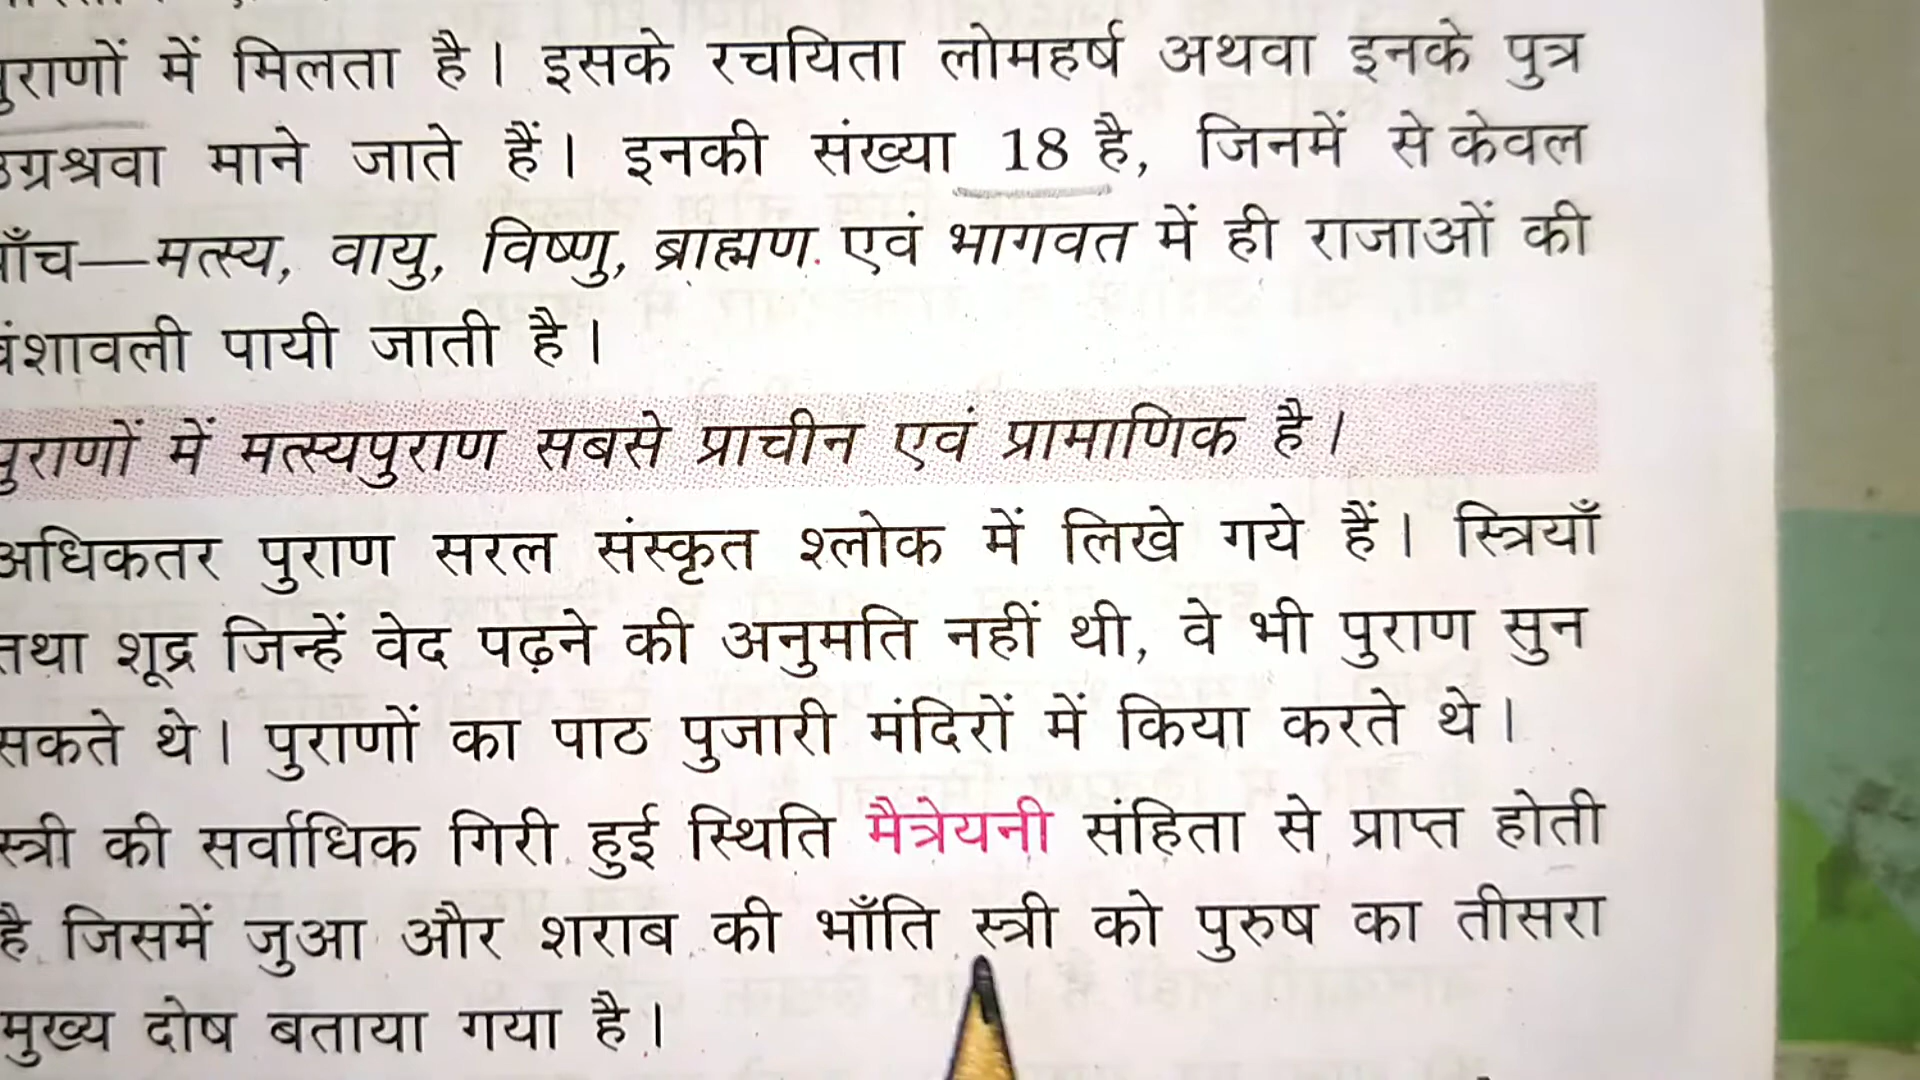 पुराणों में मिलता है। इसके रचयिता लोमहर्ष अथवा इनके पुत्र
उग्रश्रवा माने जाते हैं। इनकी संख्या 18 है, जिनमें से केवल
पाँच—मत्स्य, वायु, विष्णु, ब्राह्मण एवं भागवत में ही राजाओं की
वंशावली पायी जाती है।
पुराणों में मत्स्यपुराण सबसे प्राचीन एवं प्रामाणिक है।
अधिकतर पुराण सरल संस्कृत श्लोक में लिखे गये हैं। स्त्रियाँ
तथा शूद्र जिन्हें वेद पढ़ने की अनुमति नहीं थी, वे भी पुराण सुन
सकते थे। पुराणों का पाठ पुजारी मंदिरों में किया करते थे।
स्त्री की सर्वाधिक गिरी हुई स्थिति मैत्रेयनी संहिता से प्राप्त होती
है जिसमें जुआ और शराब की भाँति स्त्री को पुरुष का तीसरा
मुख्य दोष बताया गया है।